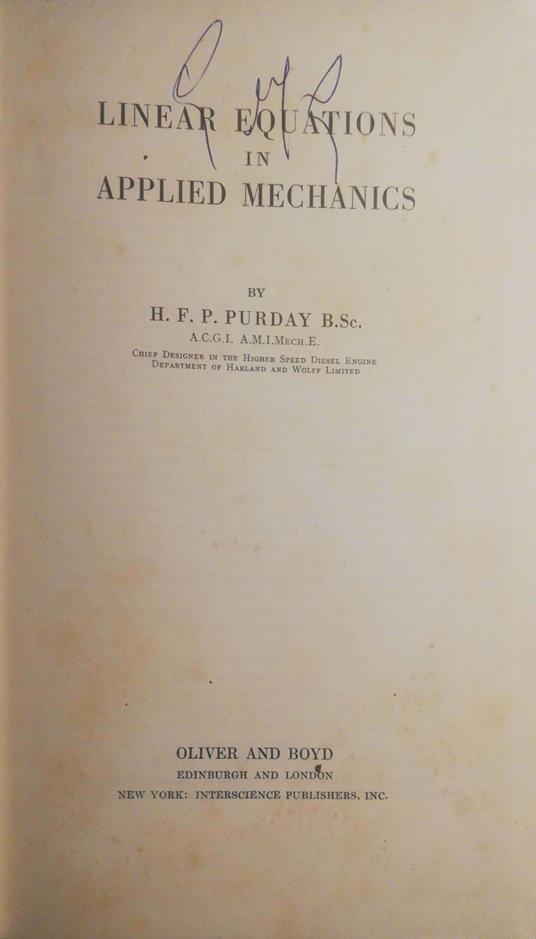 LINEAR EQUATIONS
IN
APPLIED MECHANICS
BY
H. F. P. PURDAY B.Sc.
A.C.G.I. A.M.I.MECH.E.
CHIEF DESIGNER IN THE HIGHER SPEED DIESEL ENGINE
DEPARTMENT OF HARLAND AND WOLFF LIMITED
OLIVER AND BOYD
EDINBURGH AND LONDON
NEW YORK: INTERSCIENCE PUBLISHERS, INC.